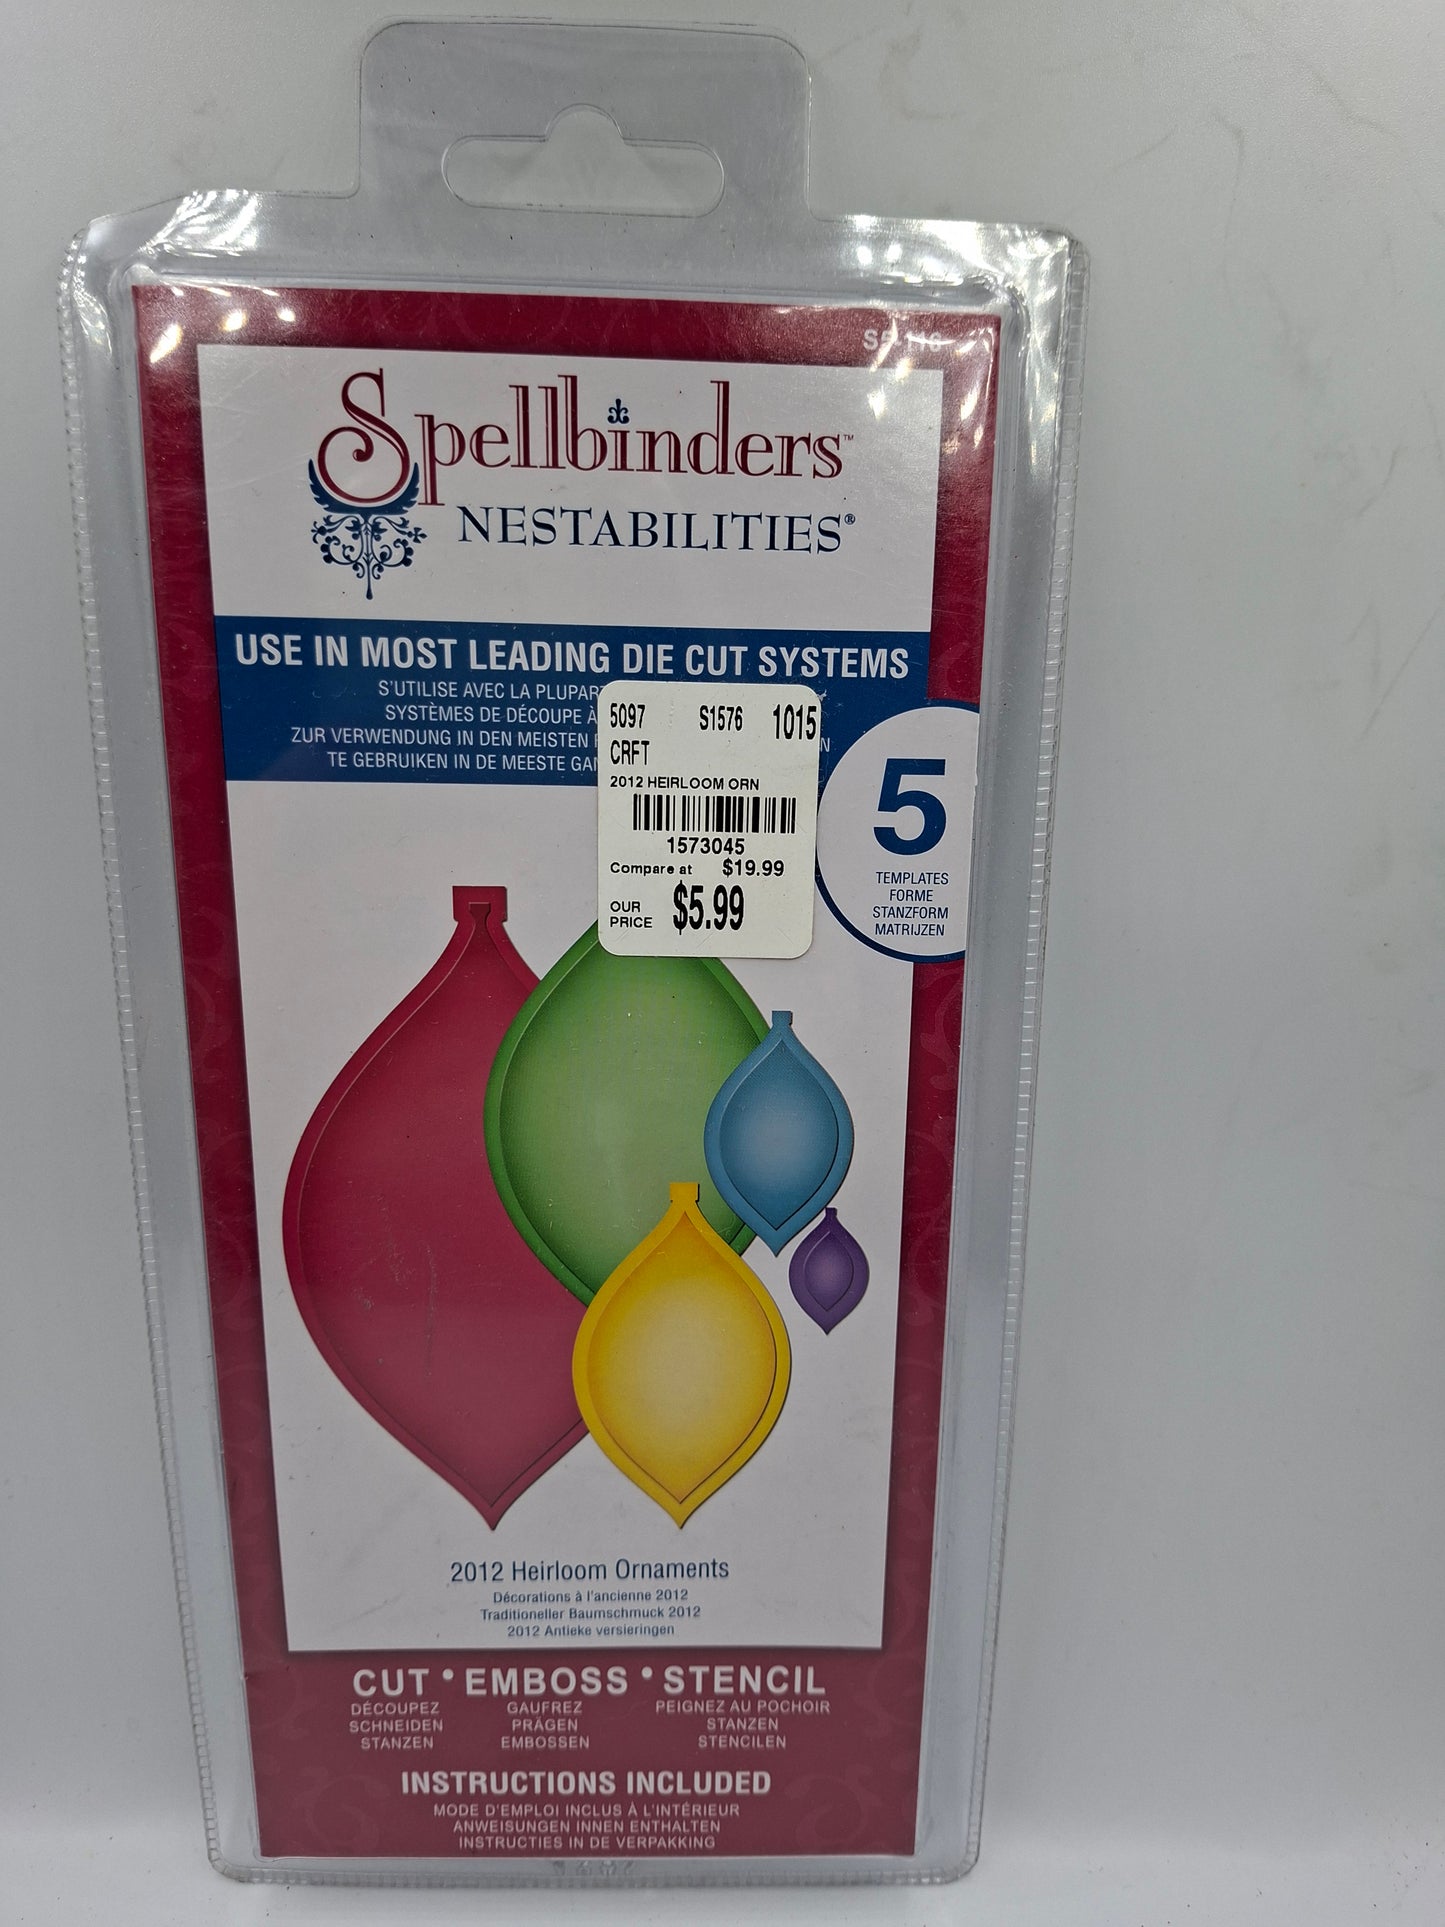 Spellbinders™
NESTABILITIES®
USE IN MOST LEADING DIE CUT SYSTEMS
S'UTILISE AVEC LA PLUPAR
SYSTÈMES DE DÉCOUPE À
ZUR VERWENDUNG IN DEN MEISTEN
TE GEBRUIKEN IN DE MEESTE
5097 S1576 1015
CRFT
2012 HEIRLOOM ORN
1573045
Compare at $19.99
OUR PRICE $5.99
5
TEMPLATES
FORME
STANZFORM
MATRIJZEN
2012 Heirloom Ornaments
Décorations à l'ancienne 2012
Traditioneller Baumschmuck 2012
2012 Antieke versieringen
CUT • EMBOSS • STENCIL
DÉCOUPEZ GAUFREZ PEIGNEZ AU POCHOIR
SCHNEIDEN PRÄGEN STANZEN
STANZEN EMBOSSEN STENCILEN
INSTRUCTIONS INCLUDED
MODE D'EMPLOI INCLUS À L'INTÉRIEUR
ANWEISUNGEN INNEN ENTHALTEN
INSTRUCTIES IN DE VERPAKKING